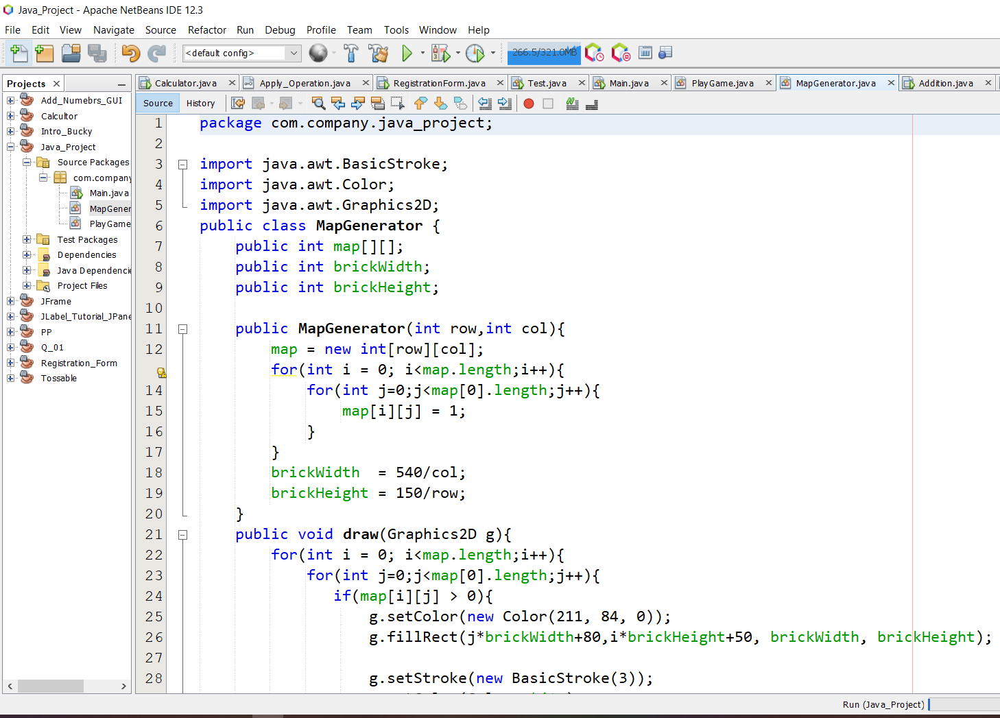 Java_Project - Apache NetBeans IDE 12.3
File Edit View Navigate Source Refactor Run Debug Profile Team Tools Window Help
<default config> 266.5/321.0MB
Projects
Calculator.java Apply_Operation.java RegistrationForm.java Test.java Main.java PlayGame.java MapGenerator.java Addition.java
Source History
Add_Numebrs_GUI
Calcultor
Intro_Bucky
Java_Project
Source Packages
com.company
Main.java
MapGener
PlayGame
Test Packages
Dependencies
Java Dependencie
Project Files
JFrame
JLabel_Tutorial_JPane
PP
Q_01
Registration_Form
Tossable
1 package com.company.java_project;
2
3 import java.awt.BasicStroke;
4 import java.awt.Color;
5 import java.awt.Graphics2D;
6 public class MapGenerator {
7 public int map[][];
8 public int brickWidth;
9 public int brickHeight;
10
11 public MapGenerator(int row,int col){
12 map = new int[row][col];
for(int i = 0; i<map.length;i++){
14 for(int j=0;j<map[0].length;j++){
15 map[i][j] = 1;
16 }
17 }
18 brickWidth  = 540/col;
19 brickHeight = 150/row;
20 }
21 public void draw(Graphics2D g){
22 for(int i = 0; i<map.length;i++){
23 for(int j=0;j<map[0].length;j++){
24 if(map[i][j] > 0){
25 g.setColor(new Color(211, 84, 0));
26 g.fillRect(j*brickWidth+80,i*brickHeight+50, brickWidth, brickHeight);
27
28 g.setStroke(new BasicStroke(3));
Run (Java_Project)